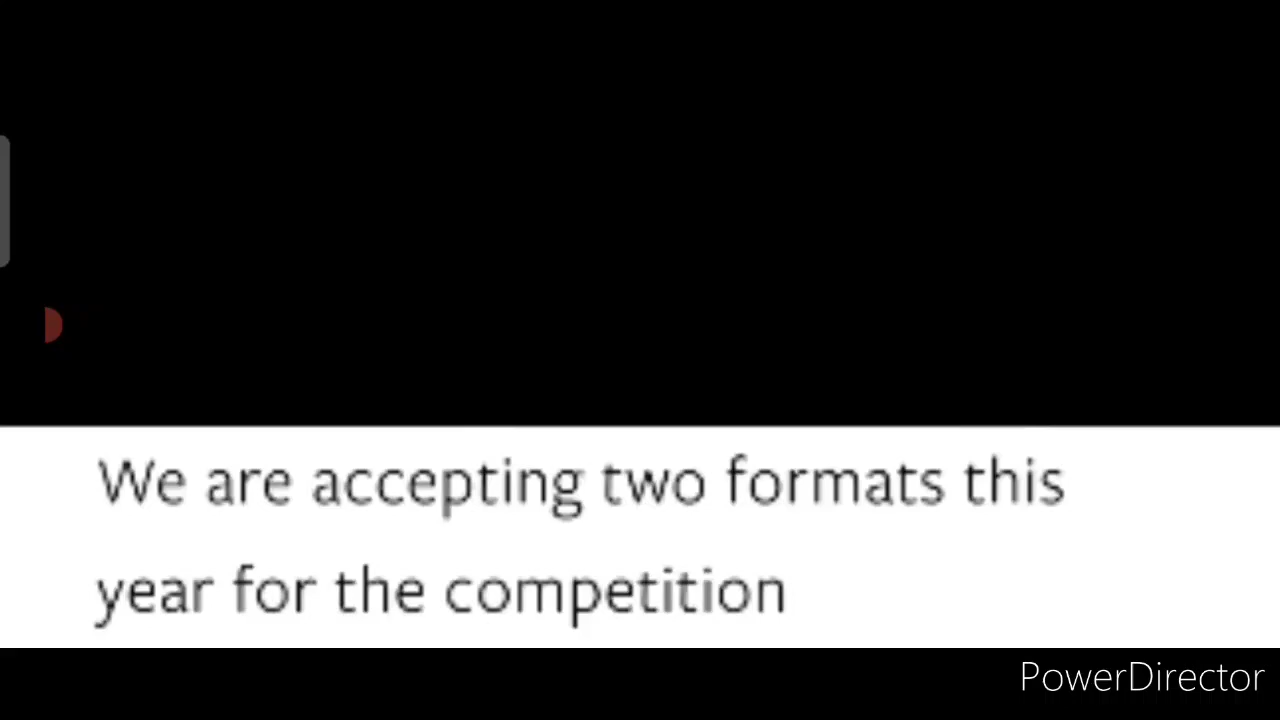 We are accepting two formats this
year for the competition
PowerDirector